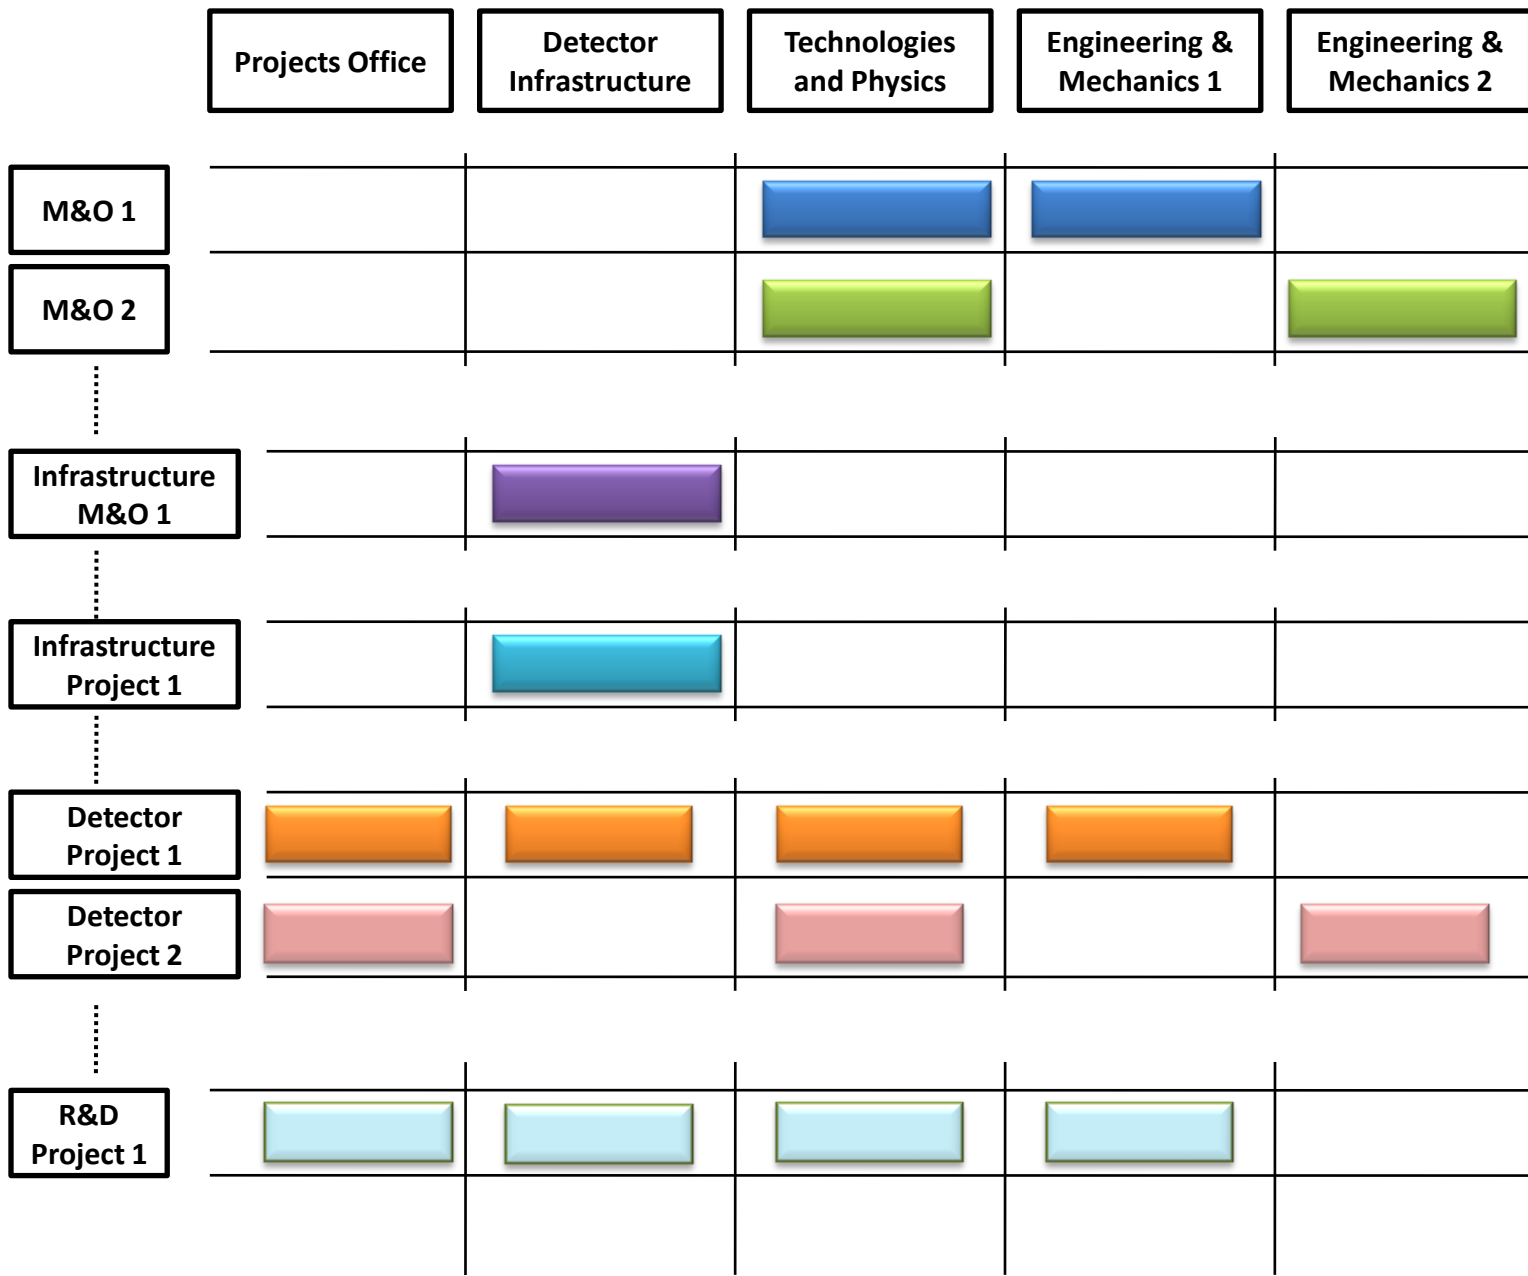 Projects Office
Detector
Infrastructure
Technologies
and Physics
Engineering &
Mechanics 1
Engineering &
Mechanics 2
M&O 1
M&O 2
Infrastructure
M&O 1
Infrastructure
Project 1
Detector
Project 1
Detector
Project 2
R&D
Project 1